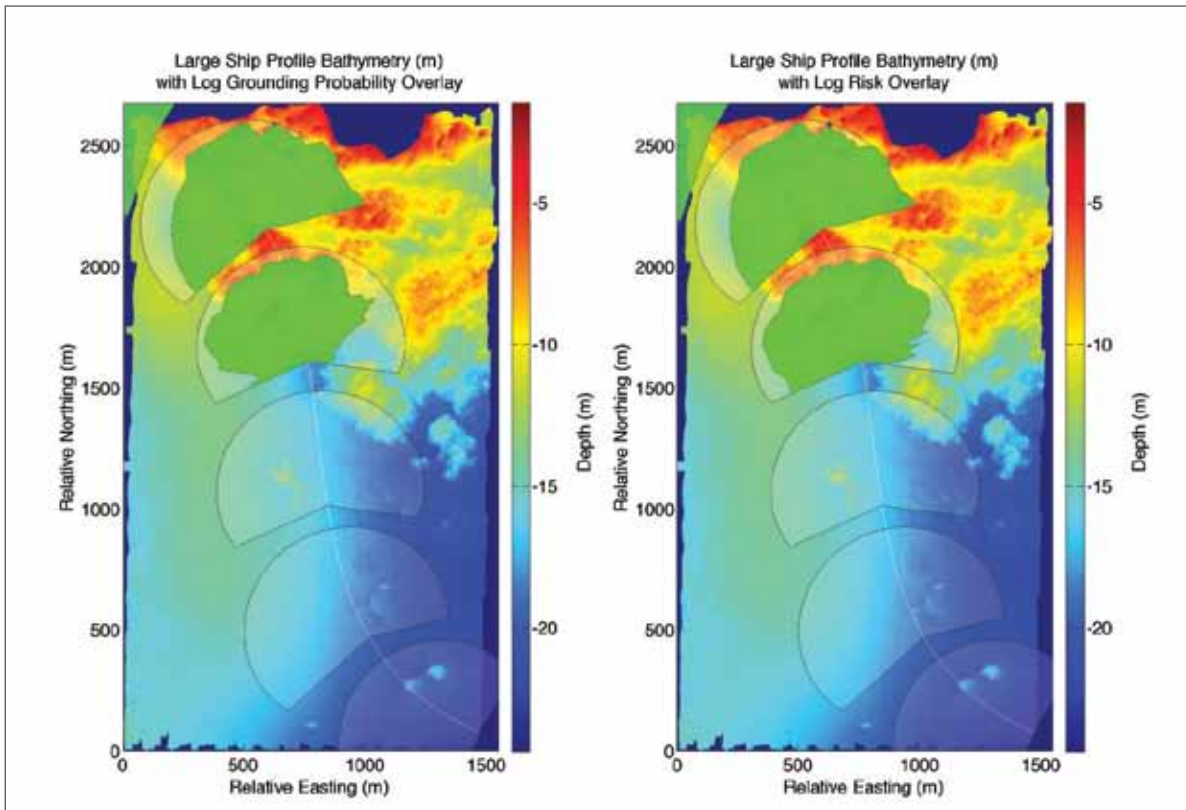 Large Ship Profile Bathymetry (m)
with Log Grounding Probability Overlay
2500
2000
1500
1000
500
0
Relative Northing (m)
0
500
1000
1500
Relative Easting (m)
-5
-10
-15
-20
Depth (m)
Large Ship Profile Bathymetry (m)
with Log Risk Overlay
2500
2000
1500
1000
500
0
Relative Northing (m)
0
500
1000
1500
Relative Easting (m)
-5
-10
-15
-20
Depth (m)